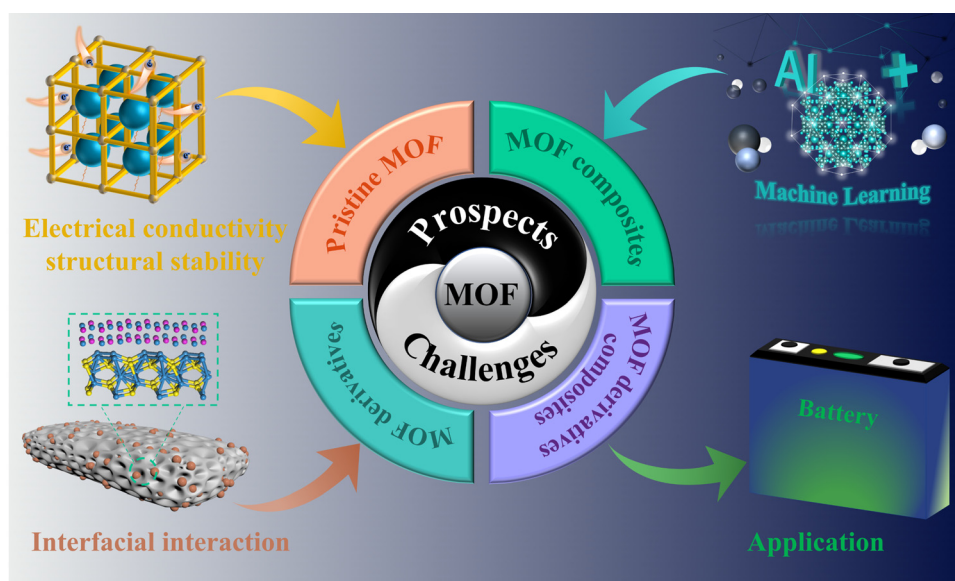 Electrical conductivity
structural stability
Pristine MOF
MOF composites
AI +
Machine Learning
Prospects
MOF
Challenges
MOF derivatives
MOF derivatives
composites
Interfacial interaction
Battery
Application